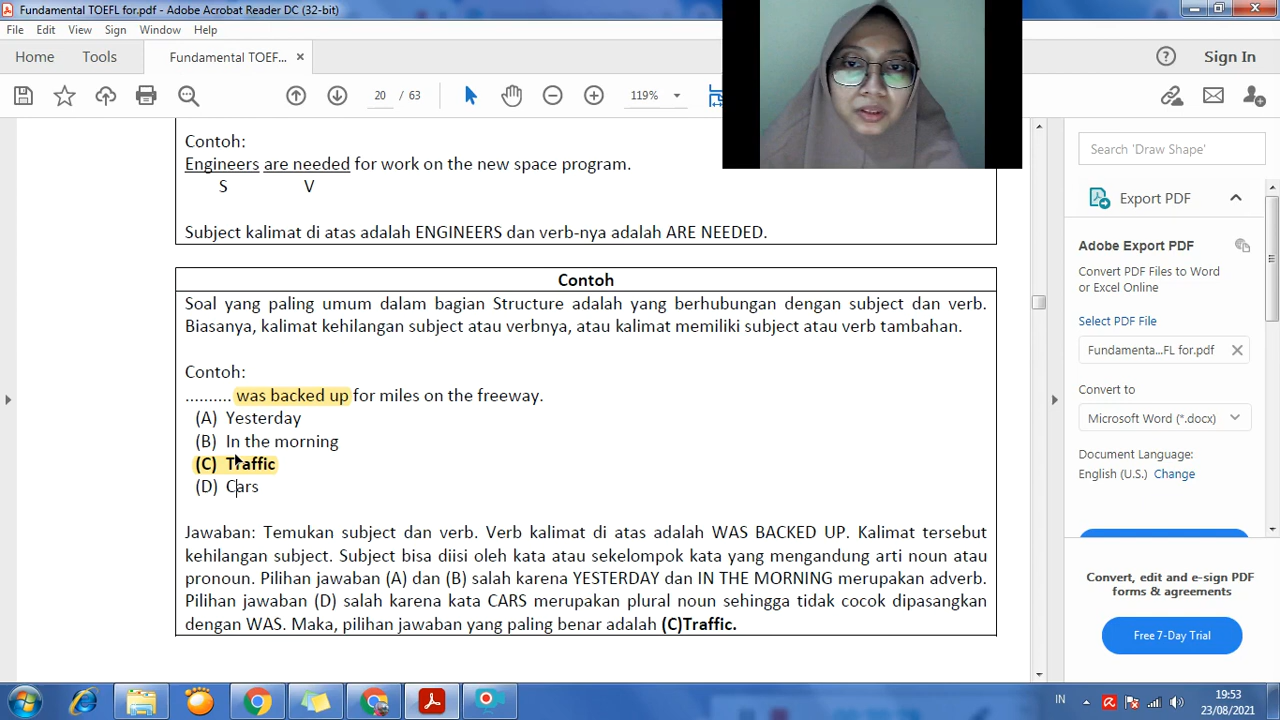 Fundamental TOEFL for.pdf - Adobe Acrobat Reader DC (32-bit)
File Edit View Sign Window Help
Home Tools Fundamental TOEF... × Sign In
20 / 63 119%
Contoh:
Engineers are needed for work on the new space program.
S V
Subject kalimat di atas adalah ENGINEERS dan verb-nya adalah ARE NEEDED.
Contoh
Soal yang paling umum dalam bagian Structure adalah yang berhubungan dengan subject dan verb.
Biasanya, kalimat kehilangan subject atau verbnya, atau kalimat memiliki subject atau verb tambahan.
Contoh:
.......... was backed up for miles on the freeway.
(A) Yesterday
(B) In the morning
(C) Traffic
(D) Cars
Jawaban: Temukan subject dan verb. Verb kalimat di atas adalah WAS BACKED UP. Kalimat tersebut
kehilangan subject. Subject bisa diisi oleh kata atau sekelompok kata yang mengandung arti noun atau
pronoun. Pilihan jawaban (A) dan (B) salah karena YESTERDAY dan IN THE MORNING merupakan adverb.
Pilihan jawaban (D) salah karena kata CARS merupakan plural noun sehingga tidak cocok dipasangkan
dengan WAS. Maka, pilihan jawaban yang paling benar adalah (C)Traffic.
Search 'Draw Shape'
Export PDF
Adobe Export PDF
Convert PDF Files to Word
or Excel Online
Select PDF File
Fundamenta...FL for.pdf ×
Convert to
Microsoft Word (*.docx)
Document Language:
English (U.S.) Change
Convert, edit and e-sign PDF
forms & agreements
Free 7-Day Trial
IN
19:53
23/08/2021